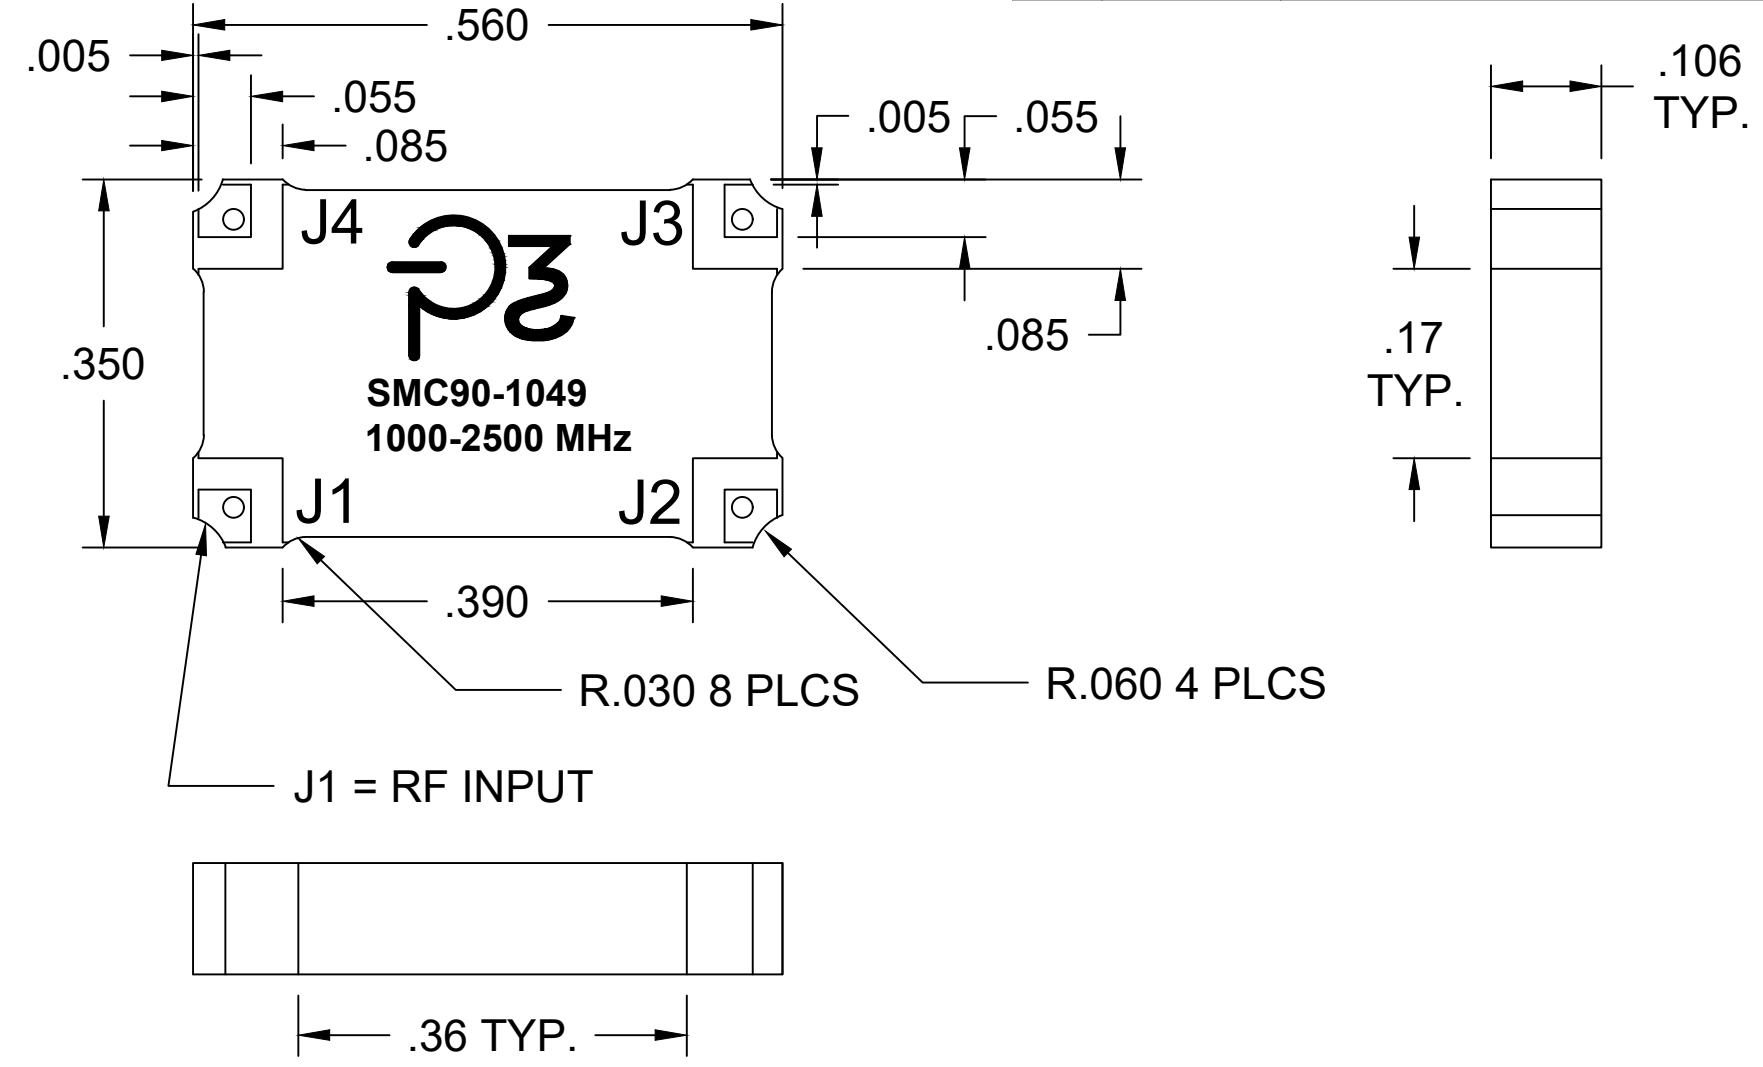 .560
.005
.055
.085
.005
.055
.106
TYP.
J4
J3
.350
.085
.17
TYP.
SMC90-1049
1000-2500 MHz
J1
J2
.390
R.030 8 PLCS
R.060 4 PLCS
J1 = RF INPUT
.36 TYP.